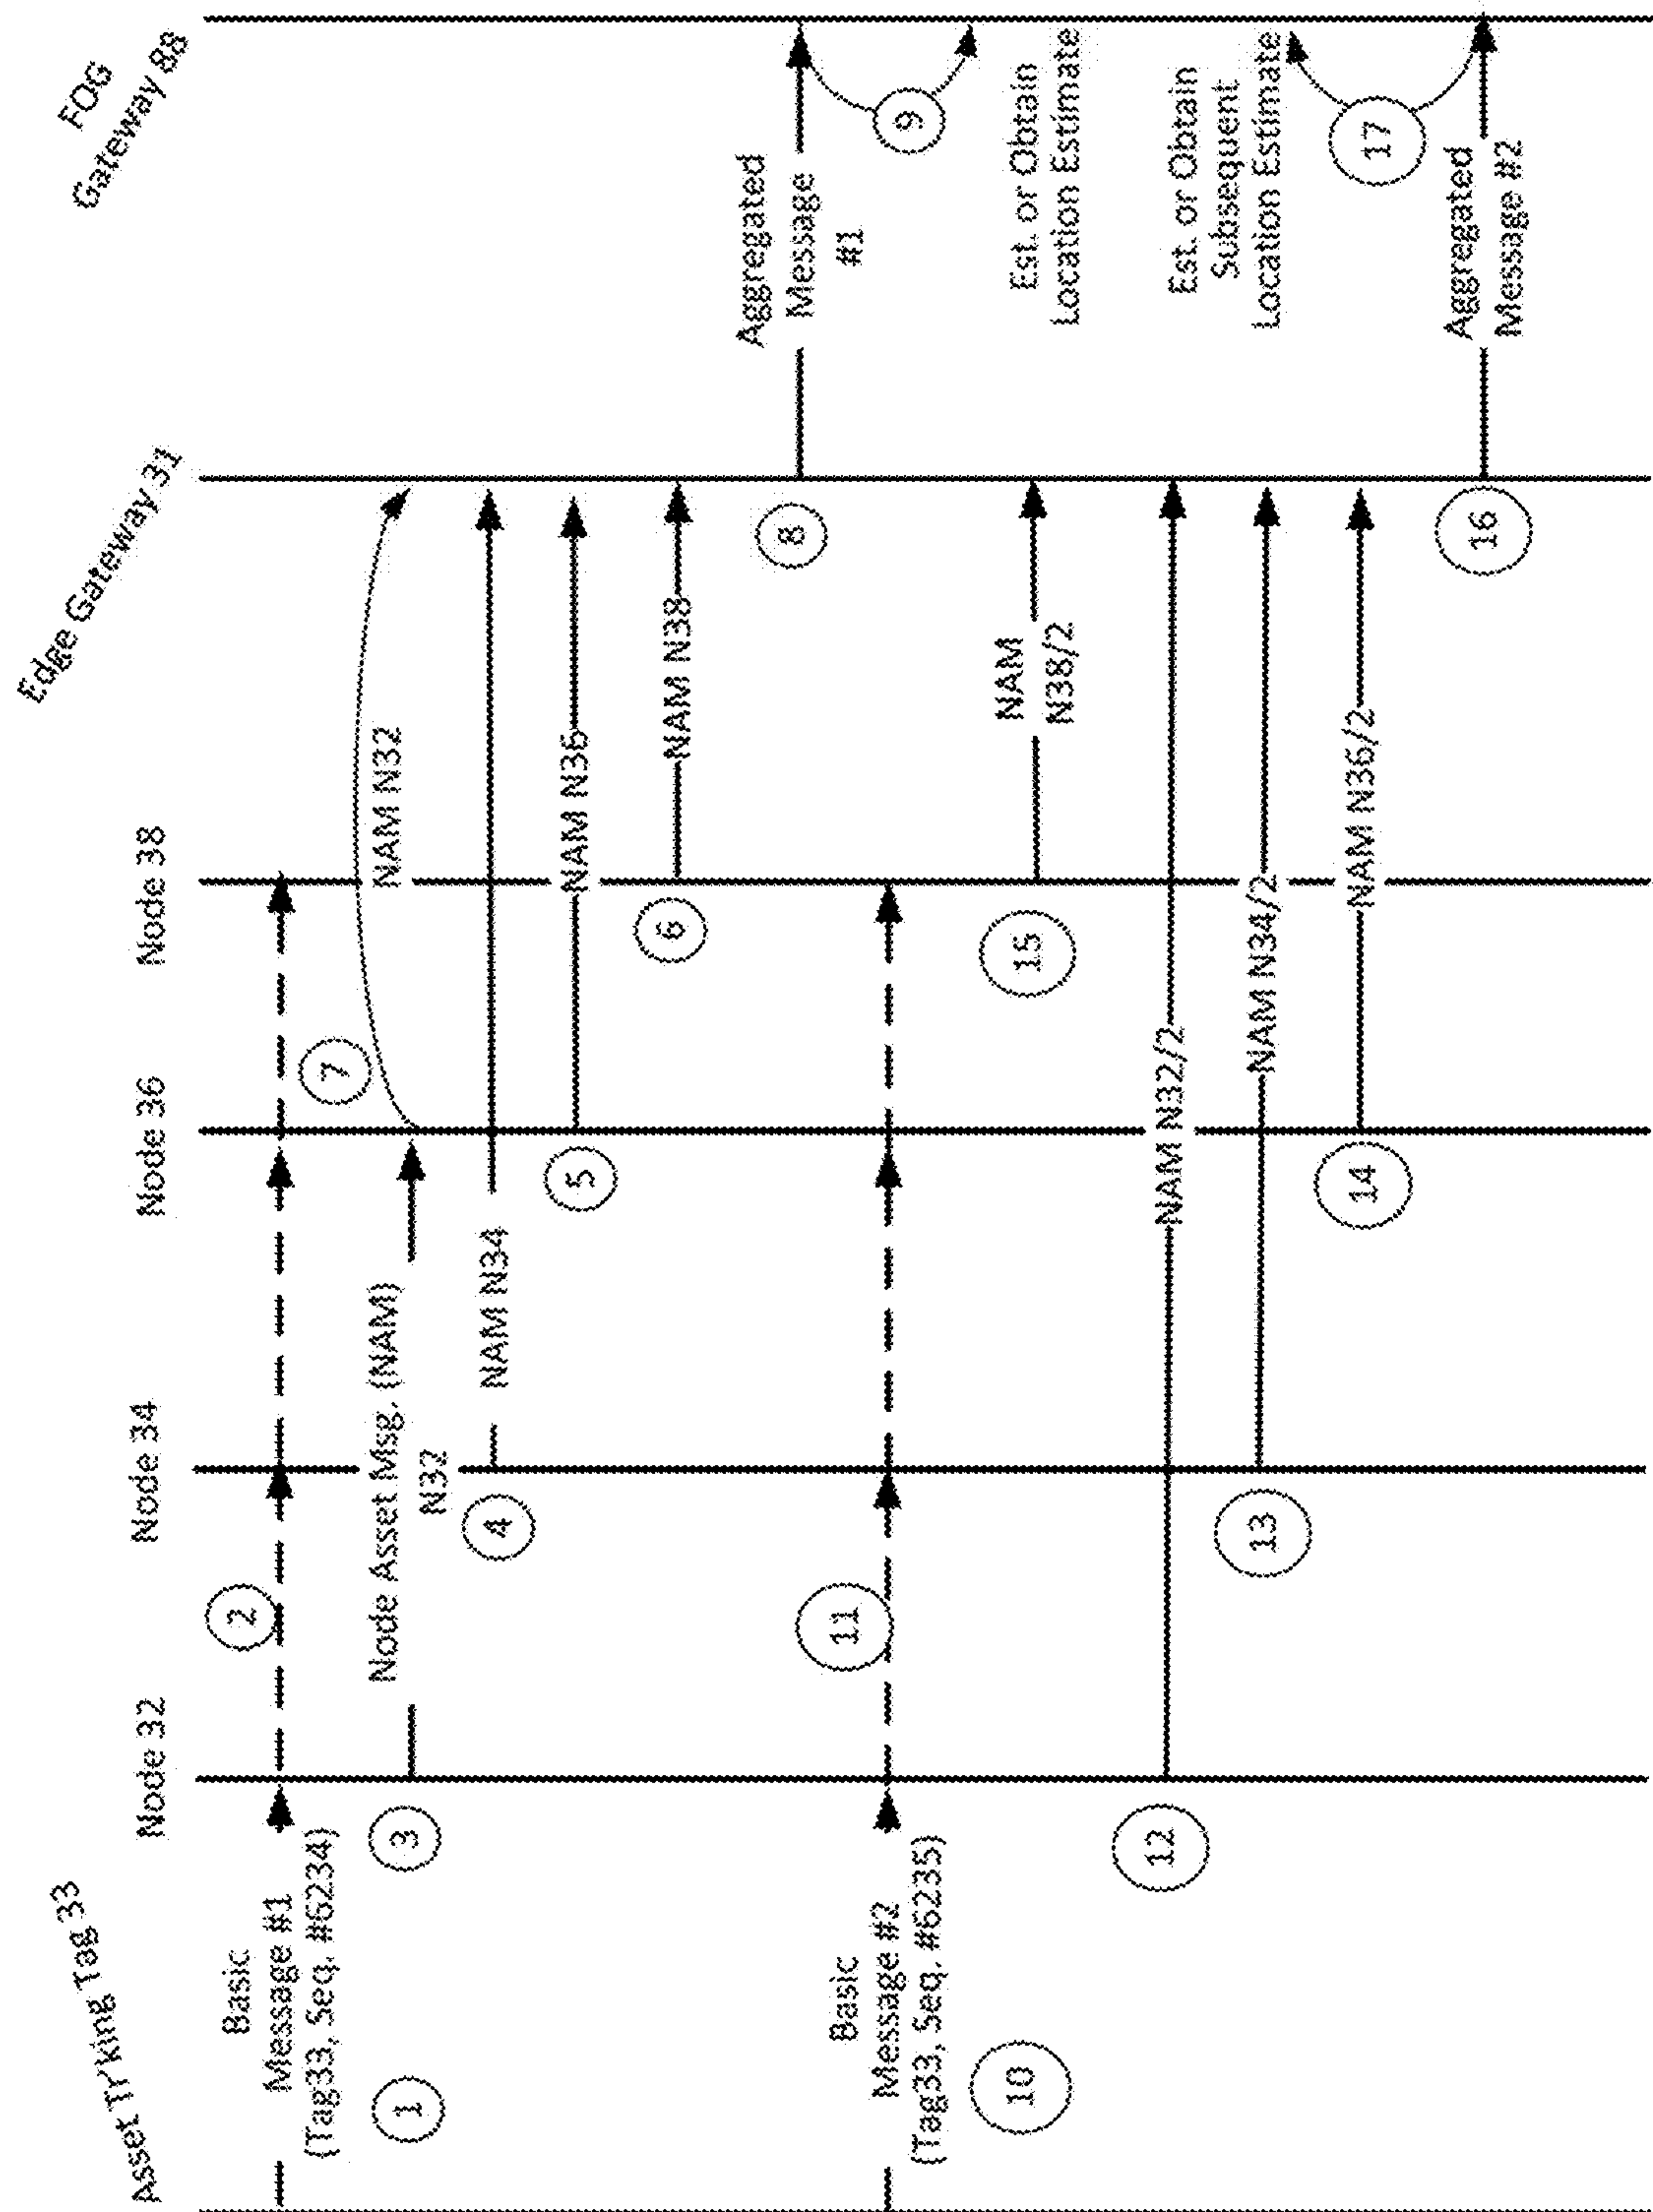 Asset Tr'king Tag 33
Node 32
Node 34
Node 36
Node 38
Edge Gateway 31
FOG
Gateway 88
Basic
Message #1
(Tag33, Seq. #6234)
1
2
3
Node Asset Msg. (NAM)
N32
7
NAM N32
4
NAM N34
5
NAM N36
6
NAM N38
8
Aggregated
Message
#1
9
Est. or Obtain
Location Estimate
Basic
Message #2
(Tag33, Seq. #6235)
10
11
15
NAM
N38/2
12
NAM N32/2
13
NAM N34/2
14
NAM N36/2
Est. or Obtain
Subsequent
Location Estimate
17
16
Aggregated
Message #2